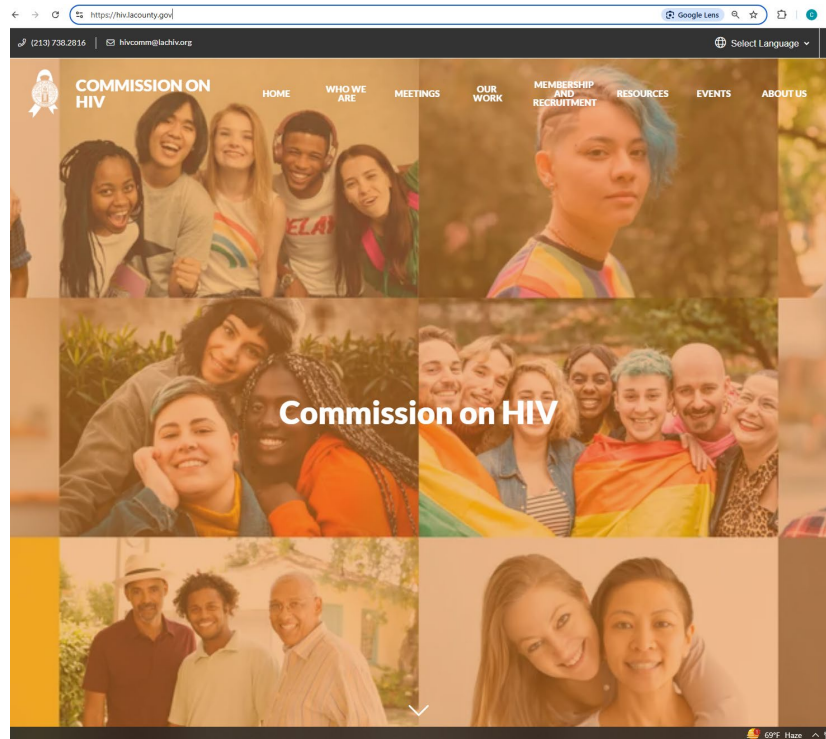 https://hiv.lacounty.gov
Google Lens
(213) 738.2816
hivcomm@lachiv.org
Select Language
COMMISSION ON
HIV
HOME
WHO WE
ARE
MEETINGS
OUR
WORK
MEMBERSHIP
AND
RECRUITMENT
RESOURCES
EVENTS
ABOUT US
ELA
Commission on HIV
69°F Haze